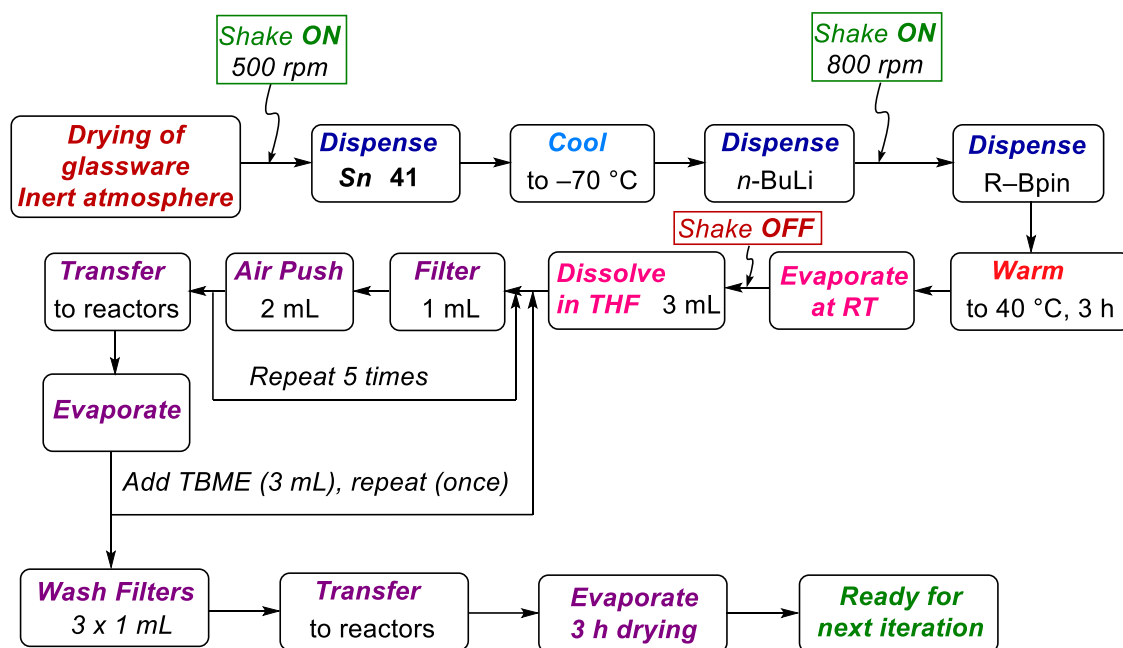 Shake ON
500 rpm
Shake ON
800 rpm
Drying of
glassware
Inert atmosphere
Dispense
Sn 41
Cool
to –70 °C
Dispense
n-BuLi
Dispense
R–Bpin
Shake OFF
Transfer
to reactors
Air Push
2 mL
Filter
1 mL
Dissolve
in THF 3 mL
Evaporate
at RT
Warm
to 40 °C, 3 h
Repeat 5 times
Evaporate
Add TBME (3 mL), repeat (once)
Wash Filters
3 x 1 mL
Transfer
to reactors
Evaporate
3 h drying
Ready for
next iteration